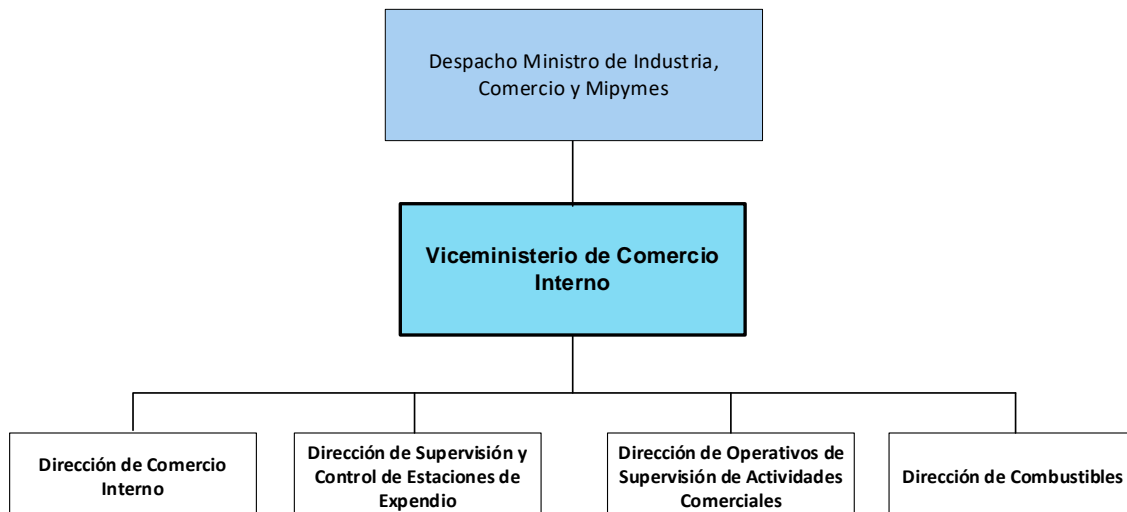 Despacho Ministro de Industria,
Comercio y Mipymes
Viceministerio de Comercio
Interno
Dirección de Comercio
Interno
Dirección de Supervisión y
Control de Estaciones de
Expendio
Dirección de Operativos de
Supervisión de Actividades
Comerciales
Dirección de Combustibles